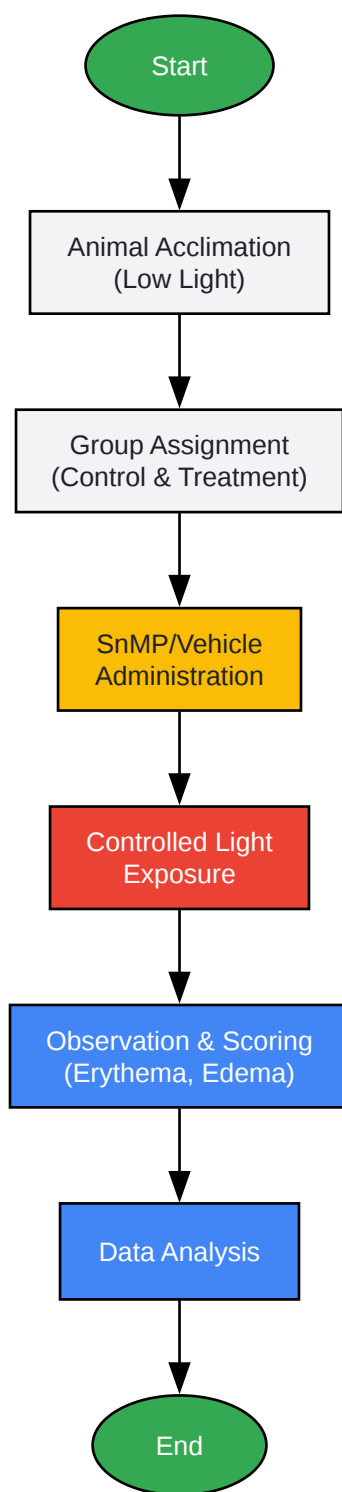 Start
Animal Acclimation
(Low Light)
Group Assignment
(Control & Treatment)
SnMP/Vehicle
Administration
Controlled Light
Exposure
Observation & Scoring
(Erythema, Edema)
Data Analysis
End